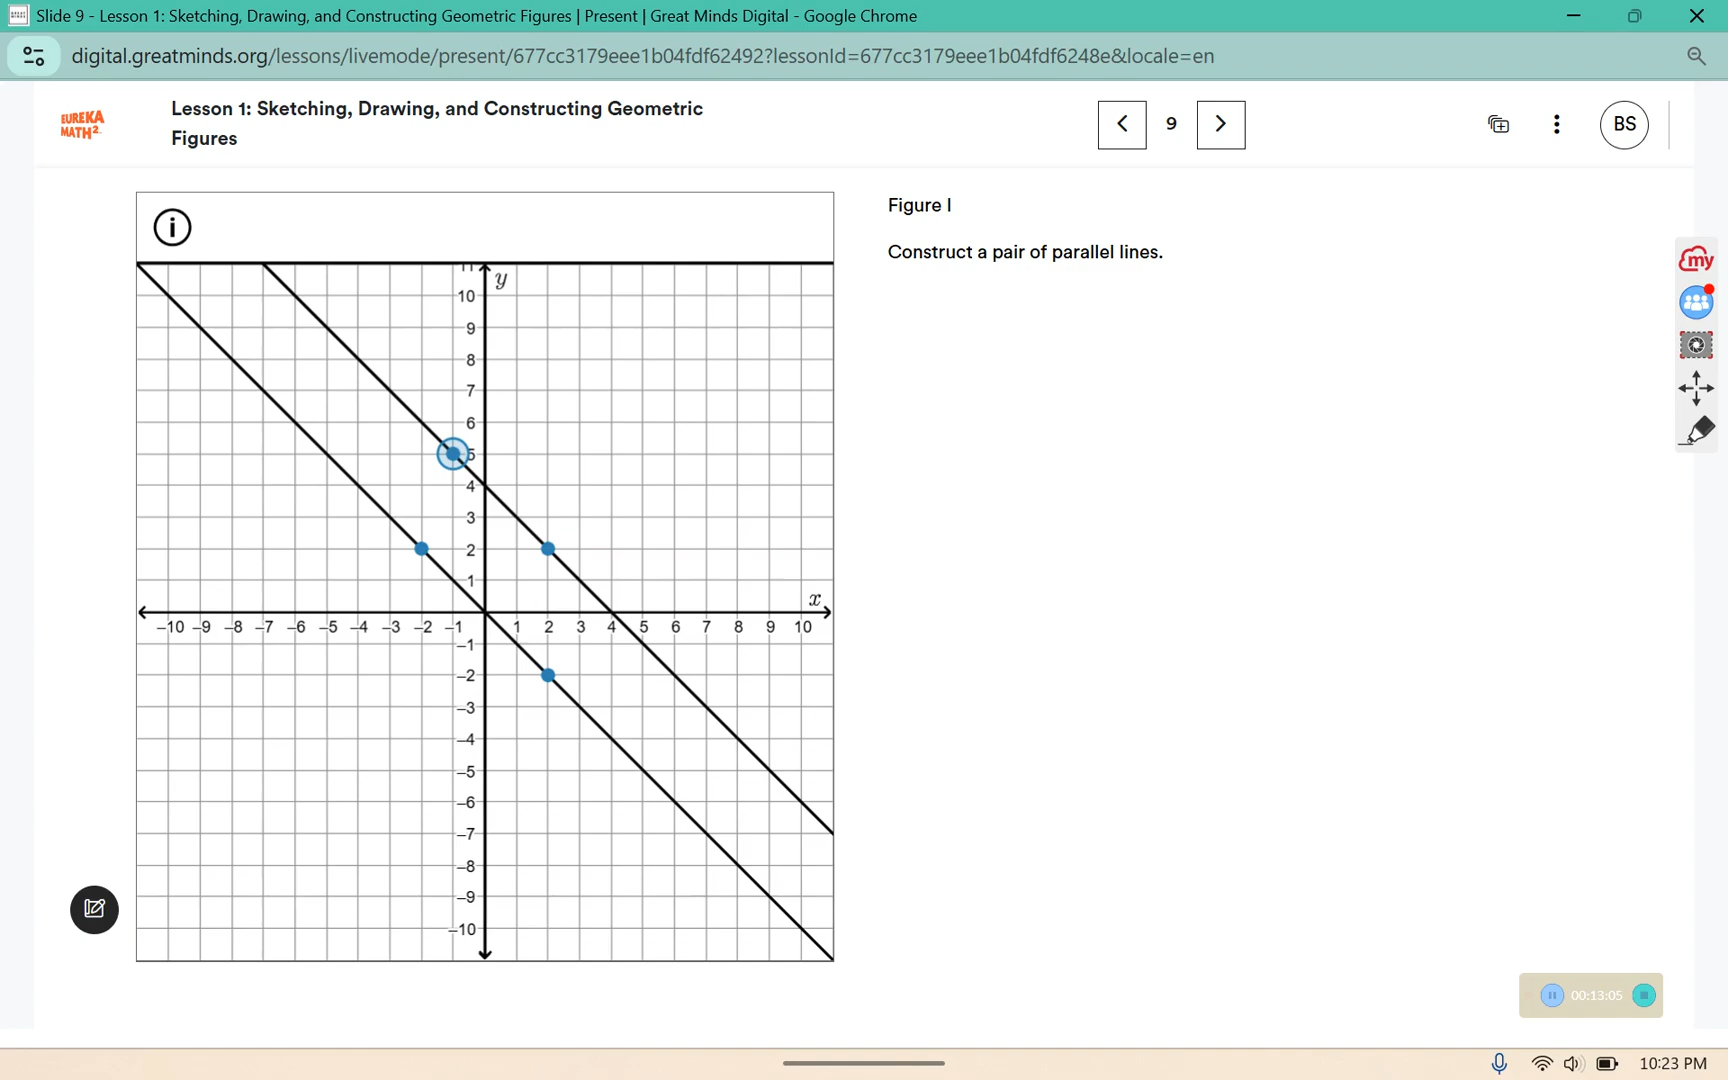 Slide 9 - Lesson 1: Sketching, Drawing, and Constructing Geometric Figures | Present | Great Minds Digital - Google Chrome
digital.greatminds.org/lessons/livemode/present/677cc3179eee1b04fdf62492?lessonId=677cc3179eee1b04fdf6248e&locale=en
EUREKA
MATH2
Lesson 1: Sketching, Drawing, and Constructing Geometric
Figures
9
BS
i
Figure I
Construct a pair of parallel lines.
my
y
11
10
9
8
7
6
5
4
3
2
1
x
−10 −9 −8 −7 −6 −5 −4 −3 −2 −1 1 2 3 4 5 6 7 8 9 10
−1
−2
−3
−4
−5
−6
−7
−8
−9
−10
00:13:05
10:23 PM